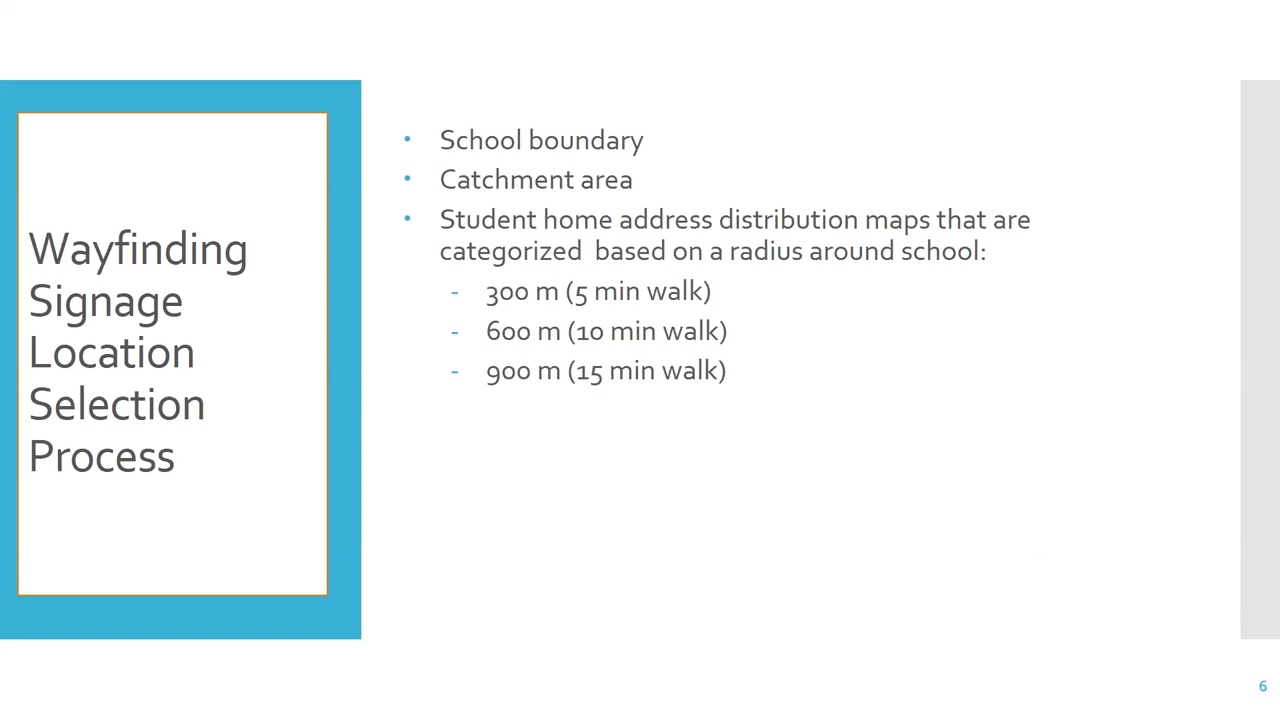 Wayfinding
Signage
Location
Selection
Process
• School boundary
• Catchment area
• Student home address distribution maps that are
categorized  based on a radius around school:
- 300 m (5 min walk)
- 600 m (10 min walk)
- 900 m (15 min walk)
6